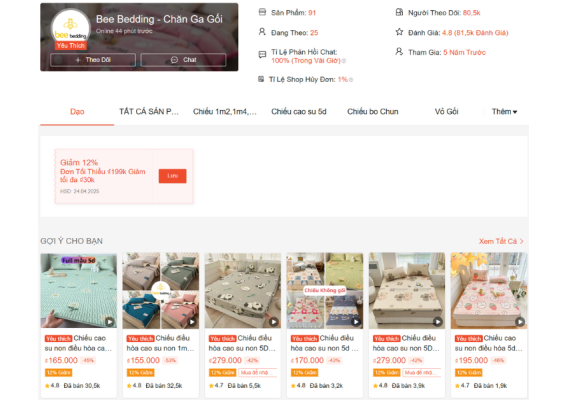 bee
bedding
Yêu Thích
Bee Bedding - Chăn Ga Gối
Online 44 phút trước
+ Theo Dõi
Chat
Sản Phẩm: 91
Người Theo Dõi: 80,5k
Đang Theo: 25
Đánh Giá: 4.8 (81,5k Đánh Giá)
Tỉ Lệ Phản Hồi Chat:
100% (Trong Vài Giờ)
Tham Gia: 5 Năm Trước
Tỉ Lệ Shop Hủy Đơn: 1%
Dạo
TẤT CẢ SẢN P...
Chiếu 1m2,1m4,...
Chiếu cao su 5d
Chiếu bo Chun
Vỏ Gối
Thêm
Giảm 12%
Đơn Tối Thiểu ₫199k Giảm
tối đa ₫30k
Lưu
HSD: 24.04.2025
GỢI Ý CHO BẠN
Xem Tất Cả >
Full mẫu 5d
bee
bedding
Chiếu không gối
Yêu thích Chiếu cao
su non điều hòa ca...
₫165.000 -45%
12% Giảm
4.8 Đã bán 30,5k
Yêu thích Chiếu điều
hòa cao su non 1m...
₫155.000 -53%
12% Giảm
4.8 Đã bán 32,5k
Yêu thích Chiếu điều
hòa cao su non 5D...
₫279.000 -42%
12% Giảm Mua để nhậ
4.7 Đã bán 5,5k
Yêu thích Chiếu điều
hòa cao su non 5d ...
₫170.000 -43%
12% Giảm
4.8 Đã bán 3,2k
Yêu thích Chiếu điều
hòa cao su non 5D...
₫279.000 -42%
12% Giảm Mua để nhậ
4.8 Đã bán 3,9k
Yêu thích Chiếu điều
hòa cao su non 5d...
₫195.000 -46%
12% Giảm
4.7 Đã bán 1,9k